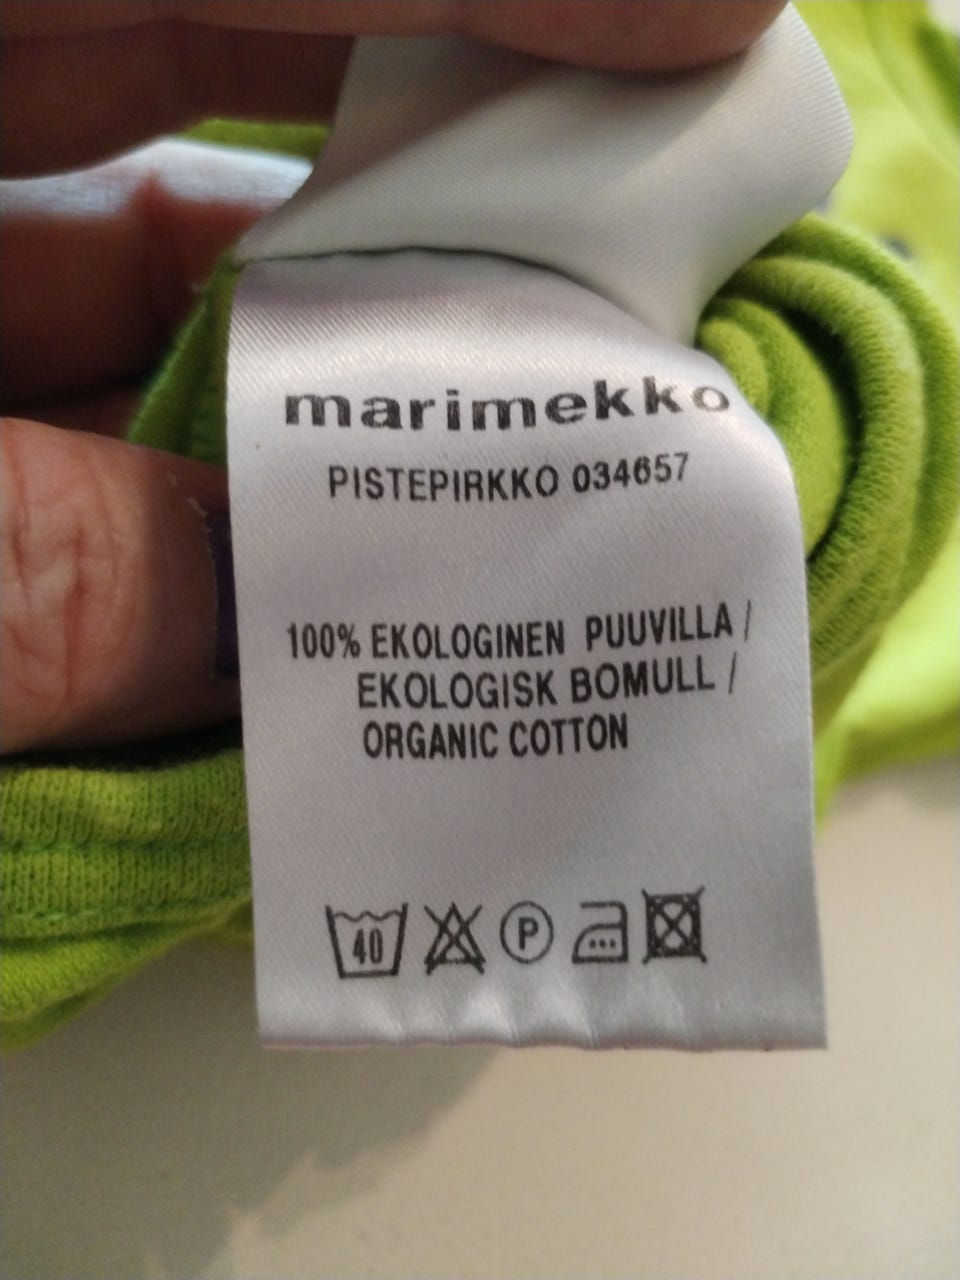 marimekko
PISTEPIRKKO 034657
100% EKOLOGINEN PUUVILLA /
EKOLOGISK BOMULL /
ORGANIC COTTON
40 P